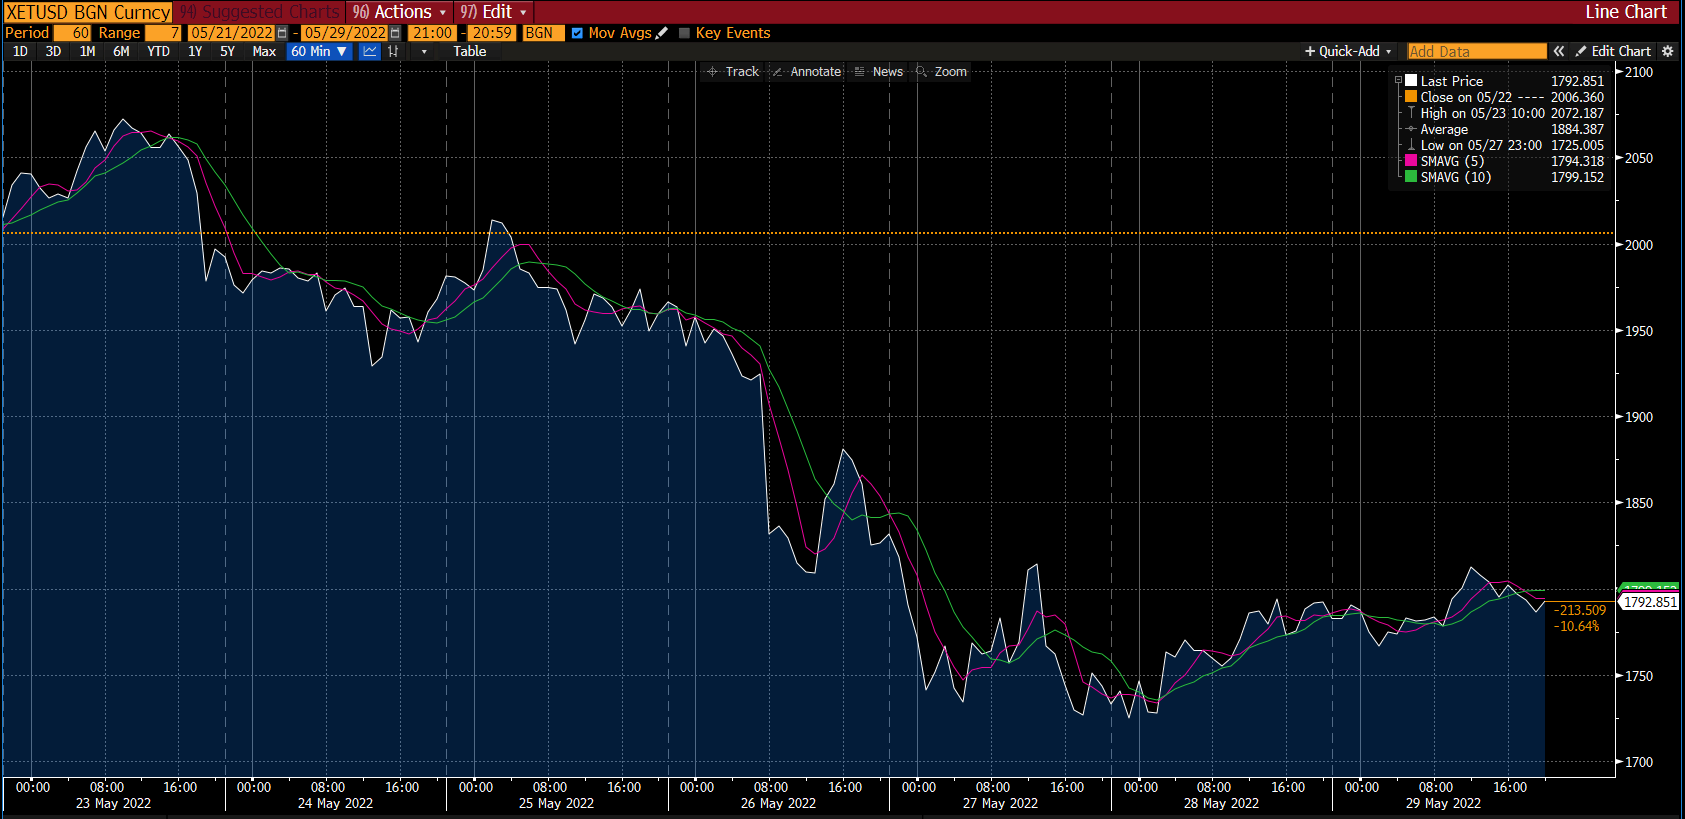 XETUSD BGN Curncy 94) Suggested Charts 96) Actions 97) Edit Line Chart
Period 60 Range 7 05/21/2022 - 05/29/2022 21:00 - 20:59 BGN Mov Avgs Key Events
1D 3D 1M 6M YTD 1Y 5Y Max 60 Min ▼ Table + Quick-Add Add Data « Edit Chart
Track Annotate News Zoom
Last Price 1792.851
Close on 05/22 ---- 2006.360
High on 05/23 10:00 2072.187
Average 1884.387
Low on 05/27 23:00 1725.005
SMAVG (5) 1794.318
SMAVG (10) 1799.152
2100
2050
2000
1950
1900
1850
1792.851
-213.509
-10.64%
1750
1700
00:00 08:00 16:00 00:00 08:00 16:00 00:00 08:00 16:00 00:00 08:00 16:00 00:00 08:00 16:00 00:00 08:00 16:00 00:00 08:00 16:00
23 May 2022 24 May 2022 25 May 2022 26 May 2022 27 May 2022 28 May 2022 29 May 2022